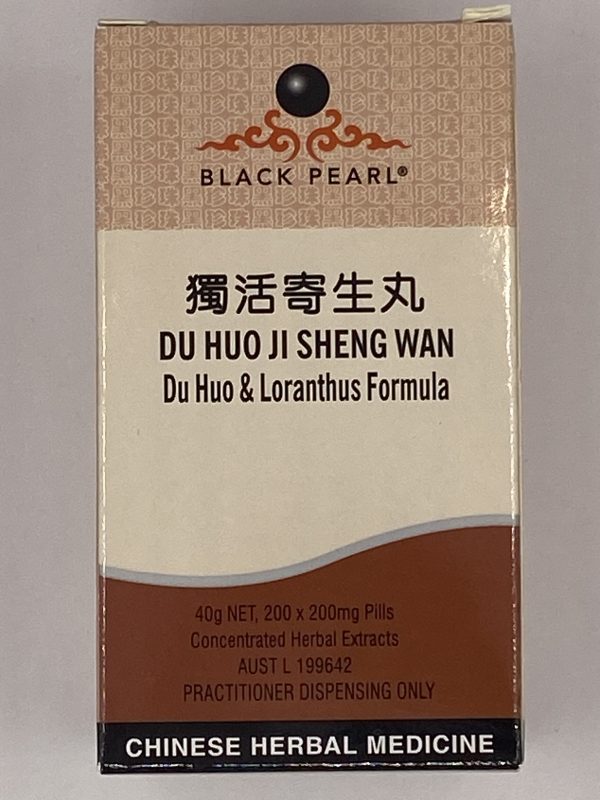 BLACK PEARL®
獨活寄生丸
DU HUO JI SHENG WAN
Du Huo & Loranthus Formula
40g NET, 200 x 200mg Pills
Concentrated Herbal Extracts
AUST L 199642
PRACTITIONER DISPENSING ONLY
CHINESE HERBAL MEDICINE